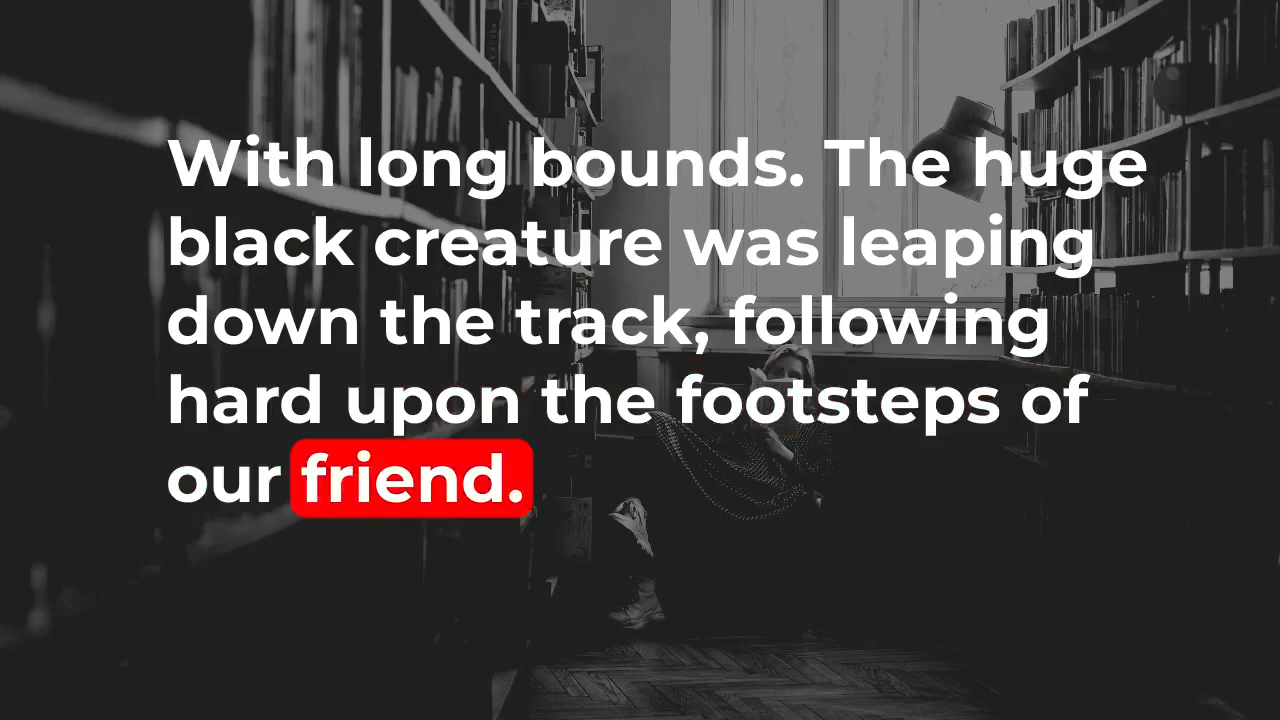 With long bounds. The huge
black creature was leaping
down the track, following
hard upon the footsteps of
our friend.